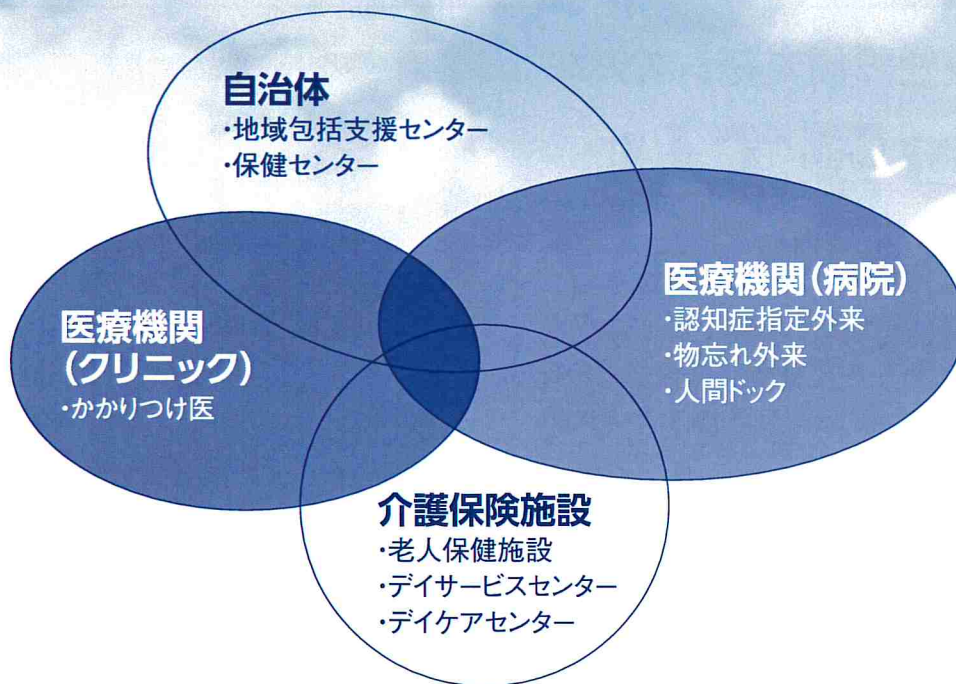 自治体
・地域包括支援センター
・保健センター
医療機関
（クリニック）
・かかりつけ医
医療機関（病院）
・認知症指定外来
・物忘れ外来
・人間ドック
介護保険施設
・老人保健施設
・デイサービスセンター
・デイケアセンター